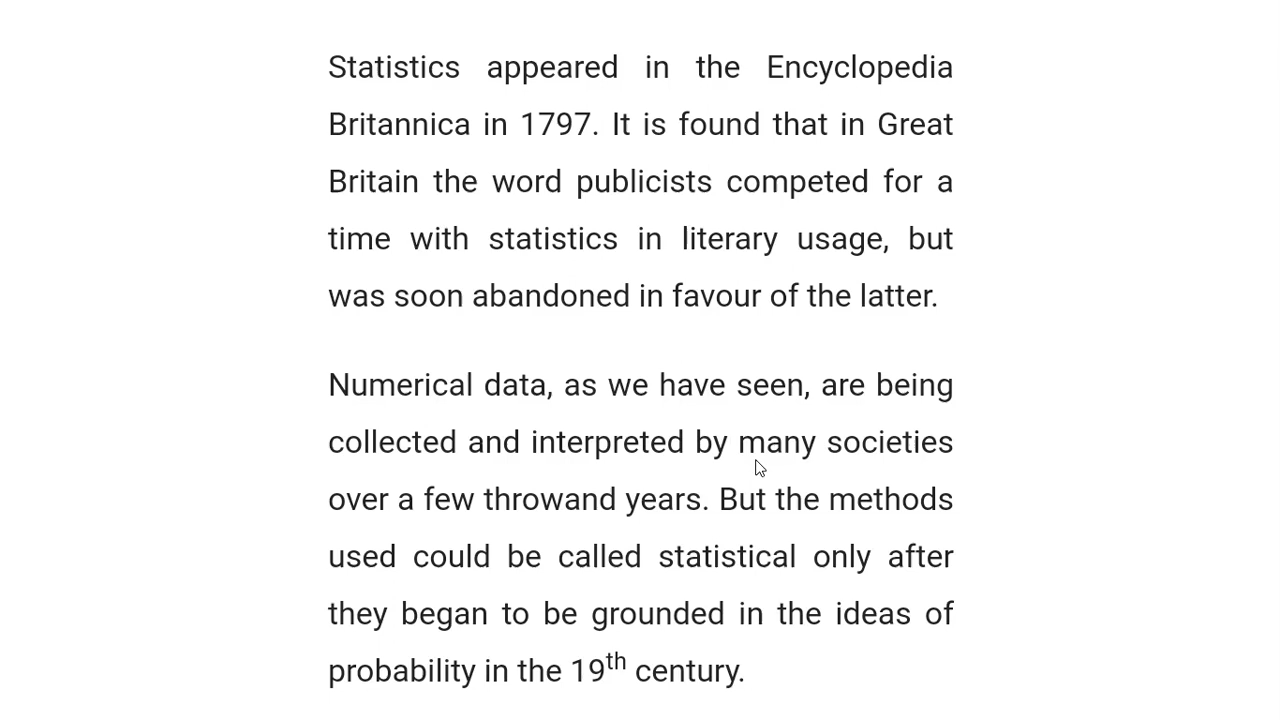 Statistics appeared in the Encyclopedia
Britannica in 1797. It is found that in Great
Britain the word publicists competed for a
time with statistics in literary usage, but
was soon abandoned in favour of the latter.
Numerical data, as we have seen, are being
collected and interpreted by many societies
over a few throwand years. But the methods
used could be called statistical only after
they began to be grounded in the ideas of
probability in the 19th century.